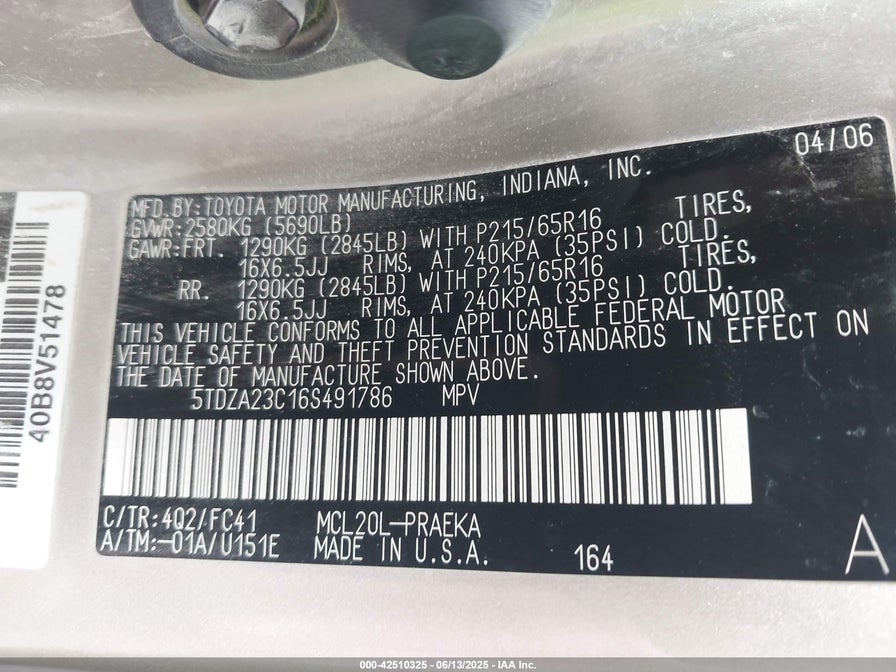 04/06
MFD.BY:TOYOTA MOTOR MANUFACTURING, INDIANA, INC.
GVWR:2580KG (5690LB)
GAWR:FRT. 1290KG (2845LB) WITH P215/65R16 TIRES,
16X6.5JJ RIMS, AT 240KPA (35PSI) COLD.
RR. 1290KG (2845LB) WITH P215/65R16 TIRES,
16X6.5JJ RIMS, AT 240KPA (35PSI) COLD.
THIS VEHICLE CONFORMS TO ALL APPLICABLE FEDERAL MOTOR
VEHICLE SAFETY AND THEFT PREVENTION STANDARDS IN EFFECT ON
THE DATE OF MANUFACTURE SHOWN ABOVE.
5TDZA23C16S491786 MPV
C/TR:4Q2/FC41 MCL20L-PRAEKA
A/TM:-01A/U151E MADE IN U.S.A. 164
A
40B8V51478
000-42510325 - 06/13/2025 - IAA Inc.